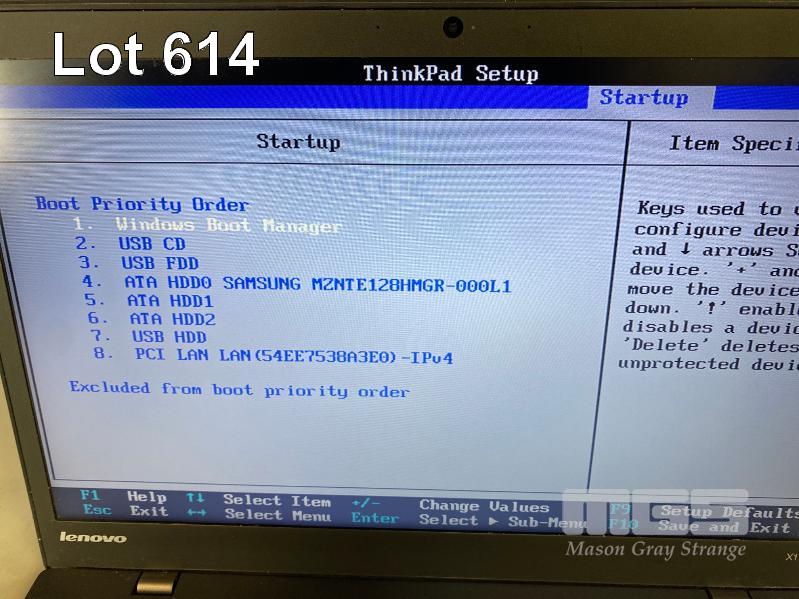 Lot 614
ThinkPad Setup
Startup
Startup
Item Speci
Boot Priority Order
1. Windows Boot Manager
2. USB CD
3. USB FDD
4. ATA HDD0 SAMSUNG MZNTE128HMGR-000L1
5. ATA HDD1
6. ATA HDD2
7. USB HDD
8. PCI LAN LAN(54EE7538A3E0)-IPv4
Excluded from boot priority order
Keys used to
configure devi
and ↓ arrows S
device. '+' and
move the device
down. '!' enabl
disables a devic
'Delete' deletes
unprotected devi
F1 Help ↑↓ Select Item +/- Change Values F9 Setup Defaults
Esc Exit ↔ Select Menu Enter Select ▶ Sub-Menu F10 Save and Exit
MGS
Mason Gray Strange
lenovo
X1